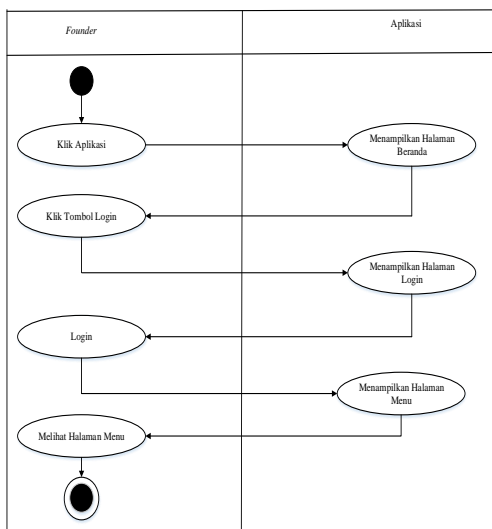 Founder
Aplikasi
Klik Aplikasi
Menampilkan Halaman
Beranda
Klik Tombol Login
Menampilkan Halaman
Login
Login
Menampilkan Halaman
Menu
Melihat Halaman Menu